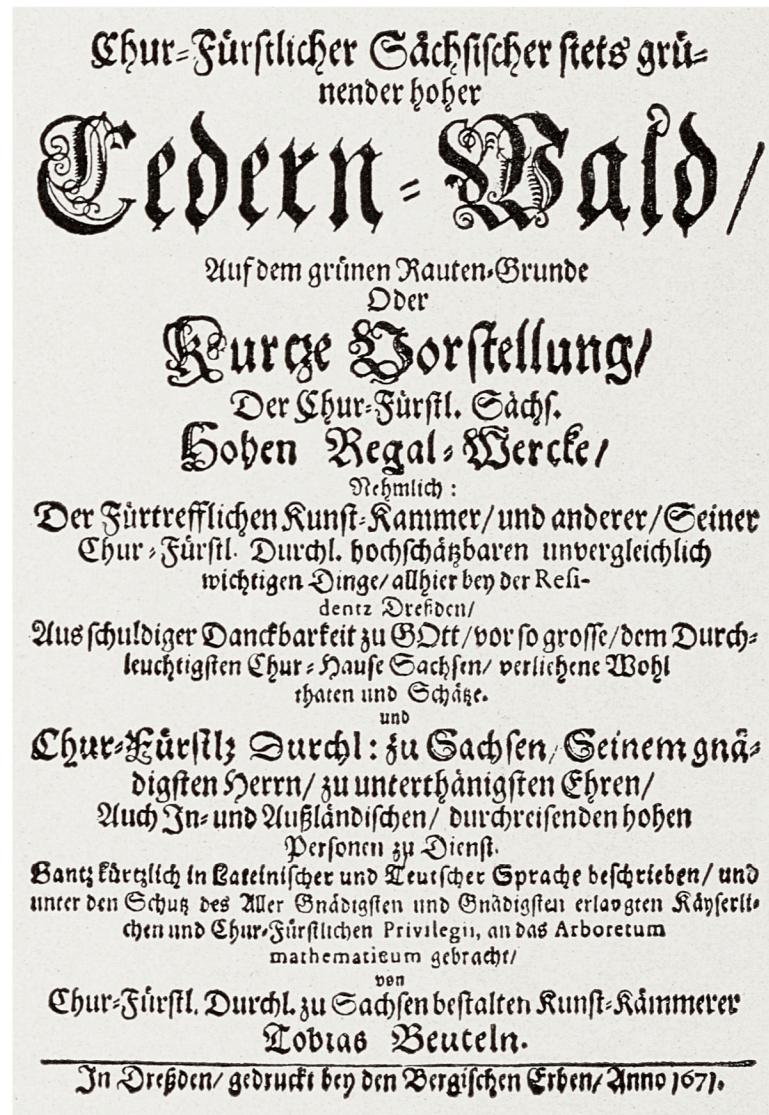 Chur-Fürstlicher Sächsischer stets grü-
nender hoher
Cedern-Wald/
Auf dem grünen Rauten-Grunde
Oder
Kurtze Vorstellung/
Der Chur-Fürstl. Sächs.
Hohen Regal-Wercke/
Nehmlich:
Der Fürtrefflichen Kunst-Kammer/ und anderer/ Seiner
Chur-Fürstl. Durchl. hochschätzbaren unvergleichlich
wichtigen Dinge/ allhier bey der Resi-
dentz Dreßden/
Aus schuldiger Danckbarkeit zu GOtt/ vor so grosse/ dem Durch-
leuchtigsten Chur-Hause Sachsen/ verliehene Wohl
thaten und Schätze.
und
Chur-Fürstl; Durchl: zu Sachsen/ Seinem gnä-
digsten Herrn/ zu unterthänigsten Ehren/
Auch In- und Außländischen/ durchreisenden hohen
Personen zu Dienst.
Gantz kürtzlich in Lateinischer und Teutscher Sprache beschrieben/ und
unter den Schutz des Aller Gnädigsten und Gnädigsten erlangten Käyserli-
chen und Chur-Fürstlichen Privilegii, an das Arboretum
mathematicum gebracht/
von
Chur-Fürstl. Durchl. zu Sachsen bestalten Kunst-Kämmerer
Tobias Beuteln.
In Dreßden/ gedruckt bey den Bergischen Erben/ Anno 1671.